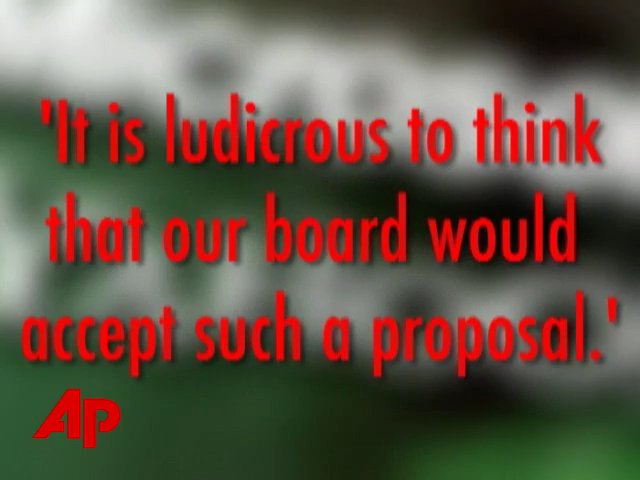 'It is ludicrous to think
that our board would
accept such a proposal.'
AP